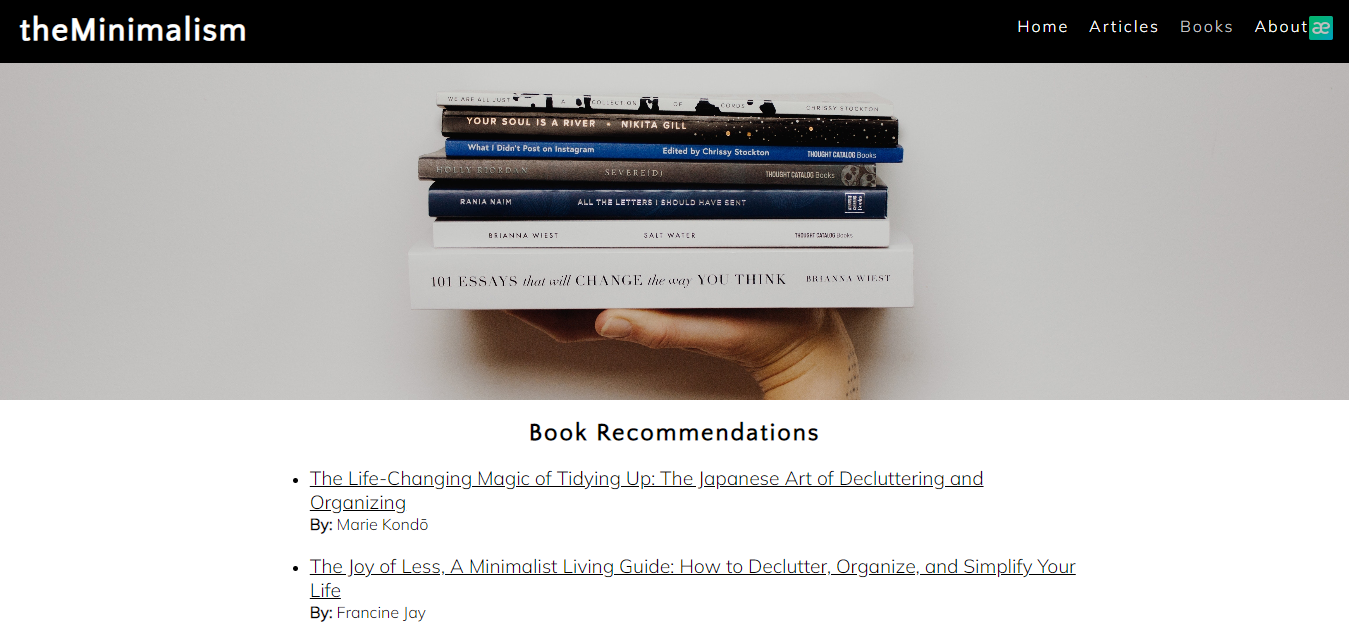 theMinimalism
Home Articles Books About æ
WE ARE ALL JUST A COLLECTION OF CORDS CHRISSY STOCKTON
YOUR SOUL IS A RIVER • NIKITA GILL
What I Didn't Post on Instagram Edited by Chrissy Stockton THOUGHT CATALOG Books
HOLLY RIORDAN SEVERE(D) THOUGHT CATALOG Books
RANIA NAIM ALL THE LETTERS I SHOULD HAVE SENT
BRIANNA WIEST SALT WATER THOUGHT CATALOG Books
101 ESSAYS that will CHANGE the way YOU THINK BRIANNA WIEST
Book Recommendations
• The Life-Changing Magic of Tidying Up: The Japanese Art of Decluttering and
Organizing
By: Marie Kondō
• The Joy of Less, A Minimalist Living Guide: How to Declutter, Organize, and Simplify Your
Life
By: Francine Jay